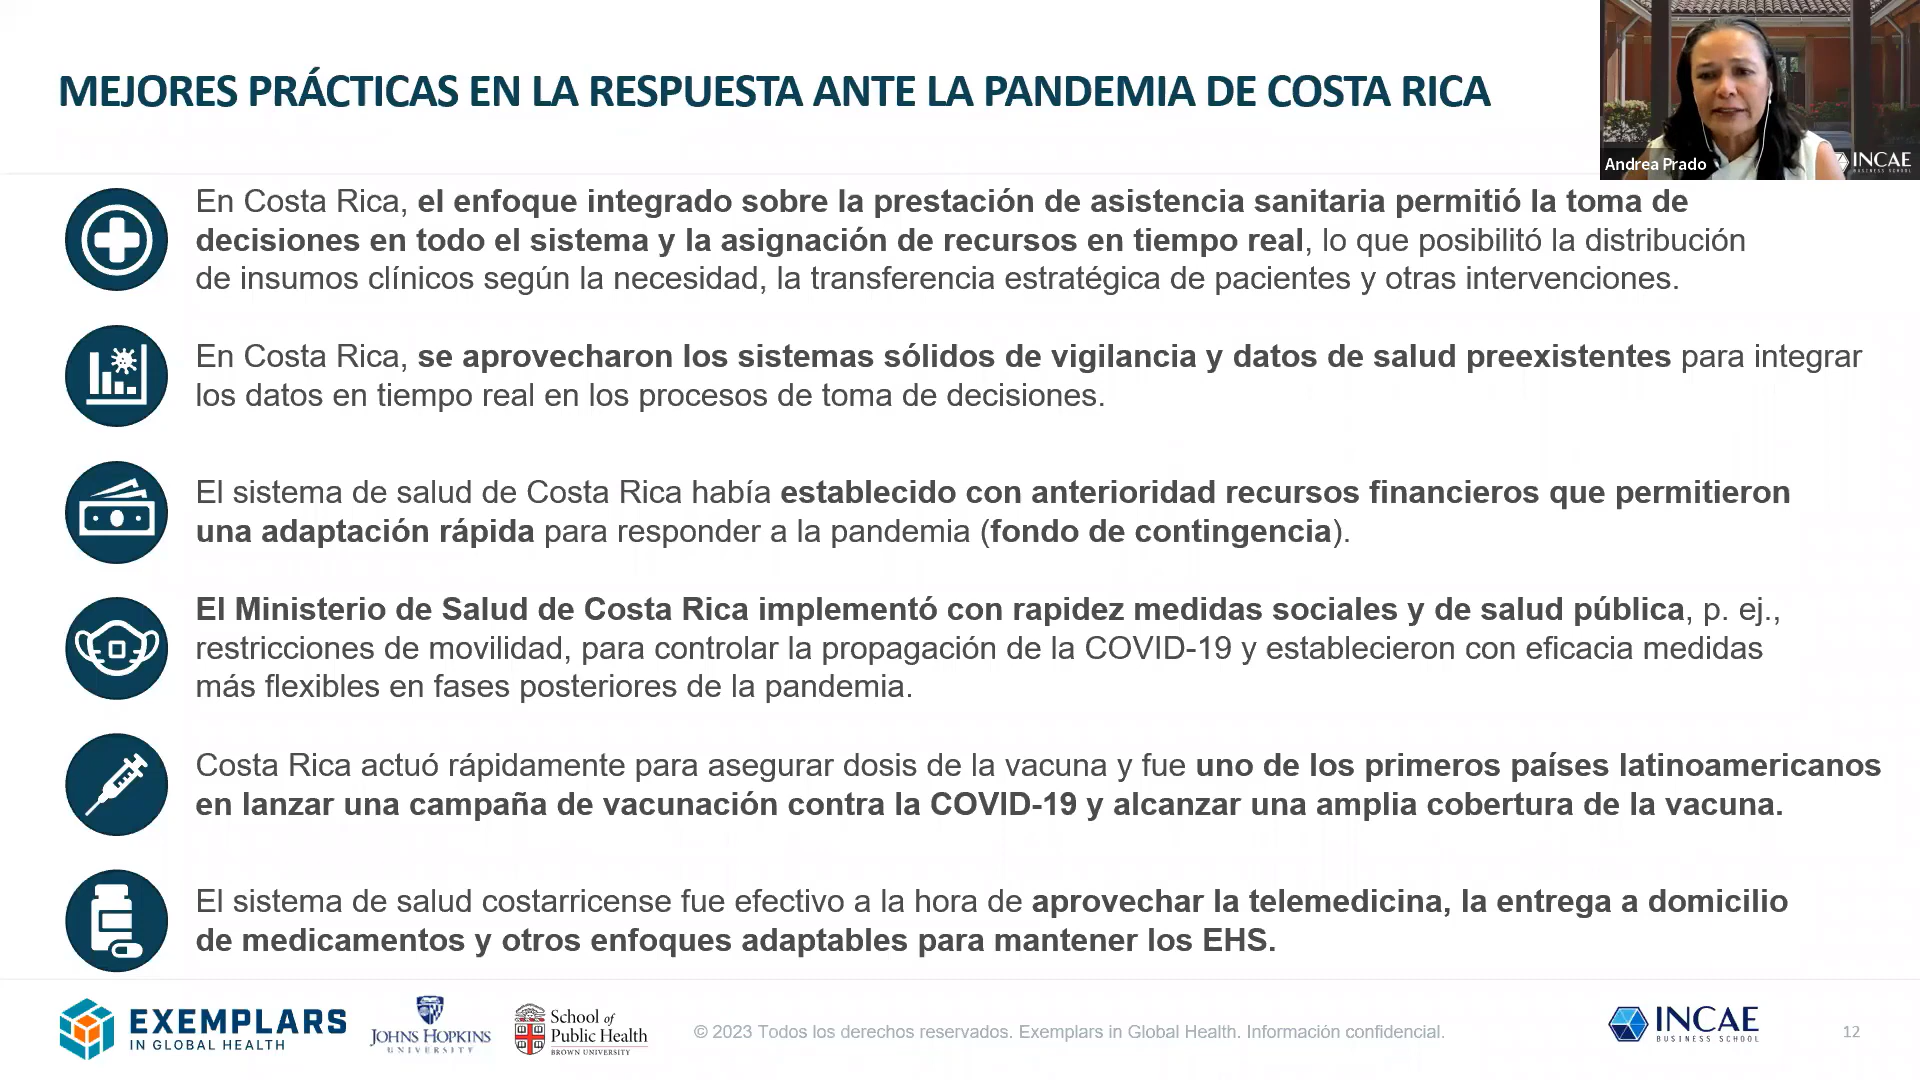 MEJORES PRÁCTICAS EN LA RESPUESTA ANTE LA PANDEMIA DE COSTA RICA
Andrea Prado
INCAE
BUSINESS SCHOOL
En Costa Rica, el enfoque integrado sobre la prestación de asistencia sanitaria permitió la toma de
decisiones en todo el sistema y la asignación de recursos en tiempo real, lo que posibilitó la distribución
de insumos clínicos según la necesidad, la transferencia estratégica de pacientes y otras intervenciones.
En Costa Rica, se aprovecharon los sistemas sólidos de vigilancia y datos de salud preexistentes para integrar
los datos en tiempo real en los procesos de toma de decisiones.
El sistema de salud de Costa Rica había establecido con anterioridad recursos financieros que permitieron
una adaptación rápida para responder a la pandemia (fondo de contingencia).
El Ministerio de Salud de Costa Rica implementó con rapidez medidas sociales y de salud pública, p. ej.,
restricciones de movilidad, para controlar la propagación de la COVID-19 y establecieron con eficacia medidas
más flexibles en fases posteriores de la pandemia.
Costa Rica actuó rápidamente para asegurar dosis de la vacuna y fue uno de los primeros países latinoamericanos
en lanzar una campaña de vacunación contra la COVID-19 y alcanzar una amplia cobertura de la vacuna.
El sistema de salud costarricense fue efectivo a la hora de aprovechar la telemedicina, la entrega a domicilio
de medicamentos y otros enfoques adaptables para mantener los EHS.
EXEMPLARS
IN GLOBAL HEALTH
JOHNS HOPKINS
UNIVERSITY
School of
Public Health
BROWN UNIVERSITY
© 2023 Todos los derechos reservados. Exemplars in Global Health. Información confidencial.
INCAE
BUSINESS SCHOOL
12